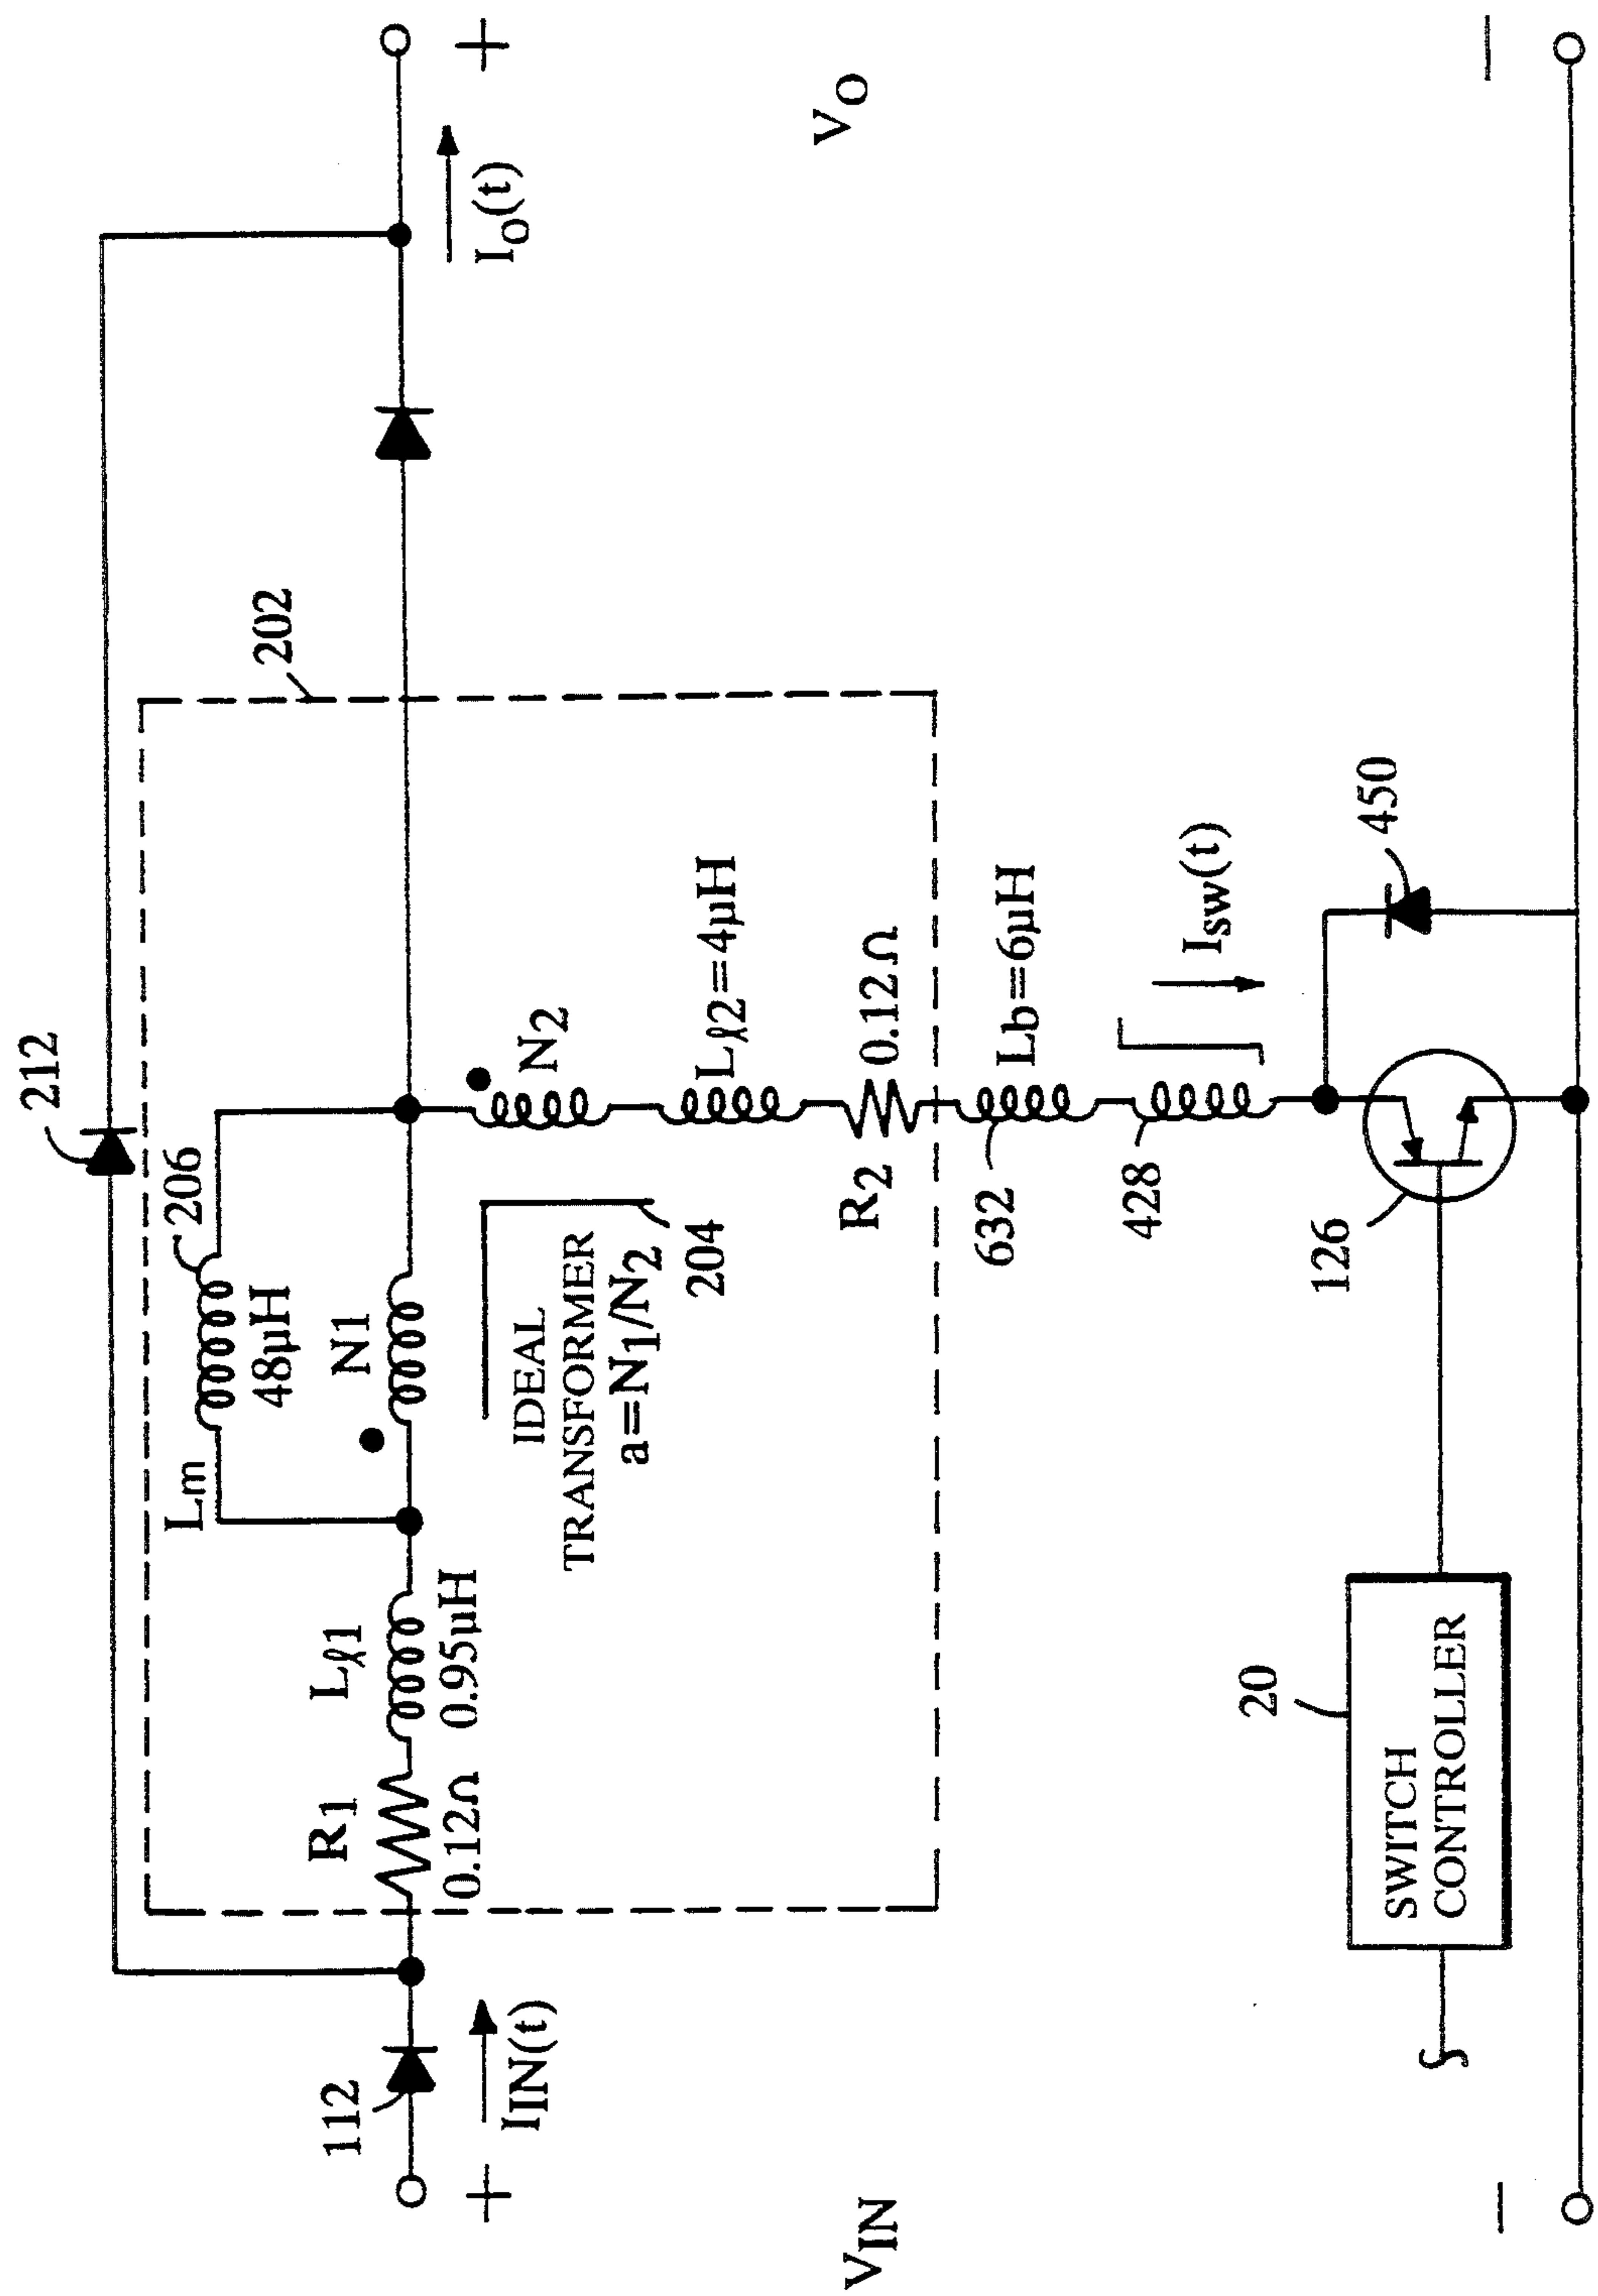 212
Lm
206
48μH
202
112
+
IIN(t)
R1
0.12Ω
Lℓ1
0.95μH
N1
IDEAL
TRANSFORMER
a=N1/N2
204
N2
Lℓ2=4μH
R2
0.12Ω
IO(t)
+
VIN
VO
632
Lb=6μH
428
ISW(t)
126
450
20
SWITCH
CONTROLLER
−
−